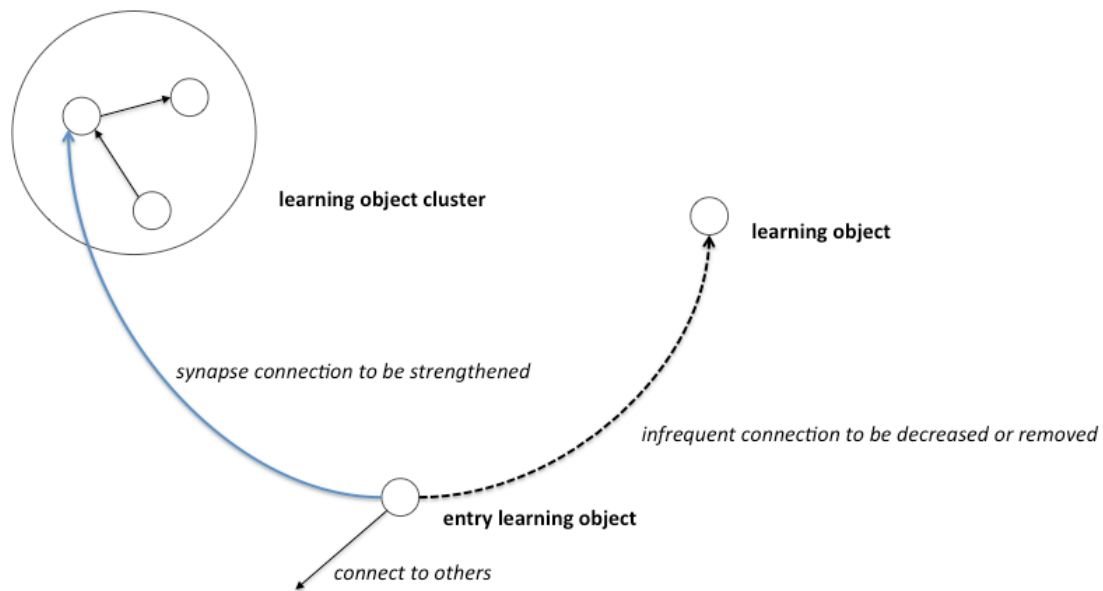 learning object cluster
learning object
synapse connection to be strengthened
infrequent connection to be decreased or removed
entry learning object
connect to others